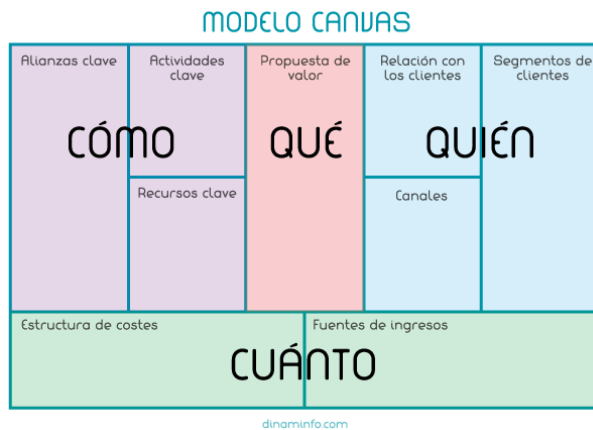 MODELO CANVAS
Alianzas clave
Actividades
clave
Propuesta de
valor
Relación con
los clientes
Segmentos de
clientes
CÓMO
QUÉ
QUIÉN
Recursos clave
Canales
Estructura de costes
Fuentes de ingresos
CUÁNTO
dinaminfo.com